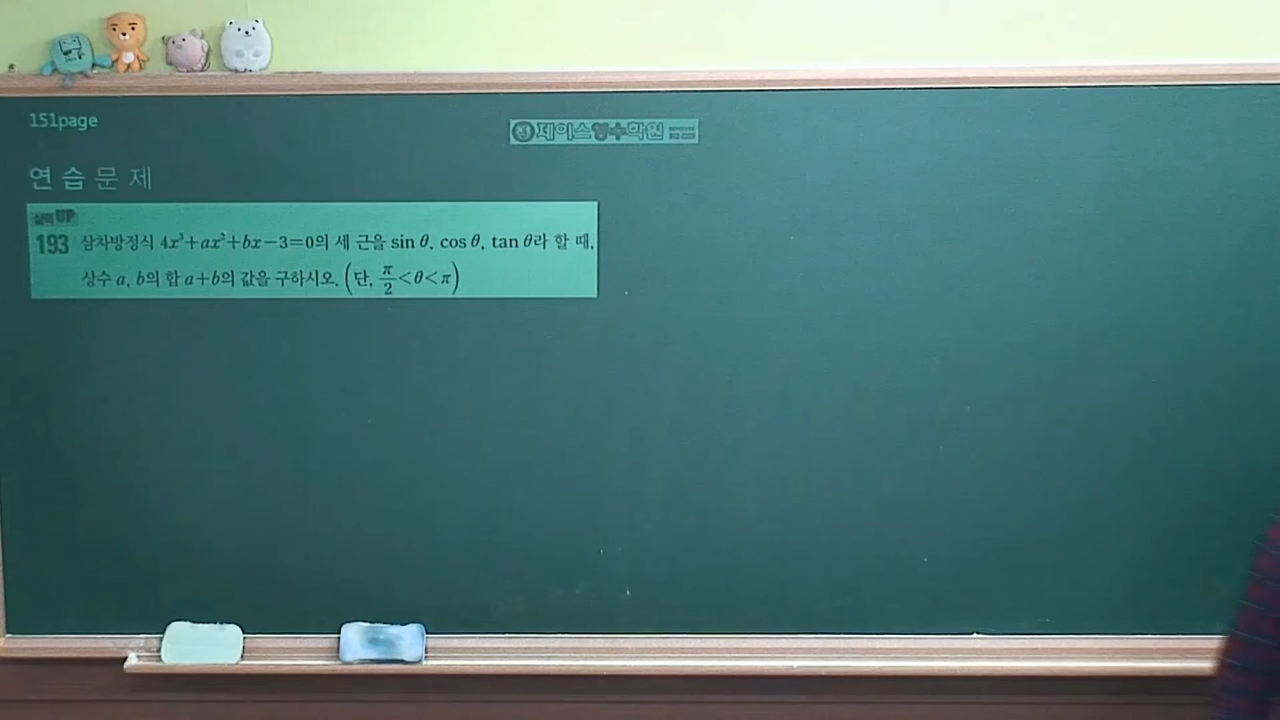 151page
제이스영수학원
연습문제
실력UP
193 삼차방정식 4x³+ax²+bx-3=0의 세 근을 sin θ, cos θ, tan θ라 할 때,
상수 a, b의 합 a+b의 값을 구하시오. (단, π/2<θ<π)